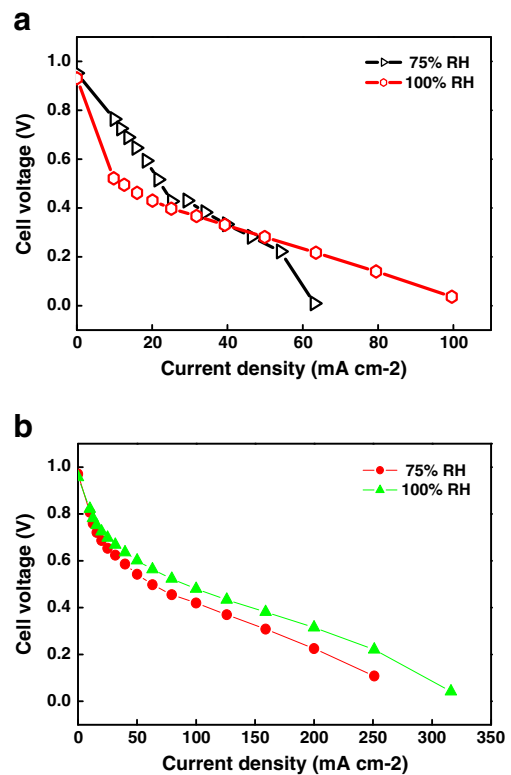 a
1.0
0.8
0.6
0.4
0.2
0.0
Cell voltage (V)
75% RH
100% RH
0 20 40 60 80 100
Current density (mA cm-2)
b
1.0
0.8
0.6
0.4
0.2
0.0
Cell voltage (V)
75% RH
100% RH
0 50 100 150 200 250 300 350
Current density (mA cm-2)